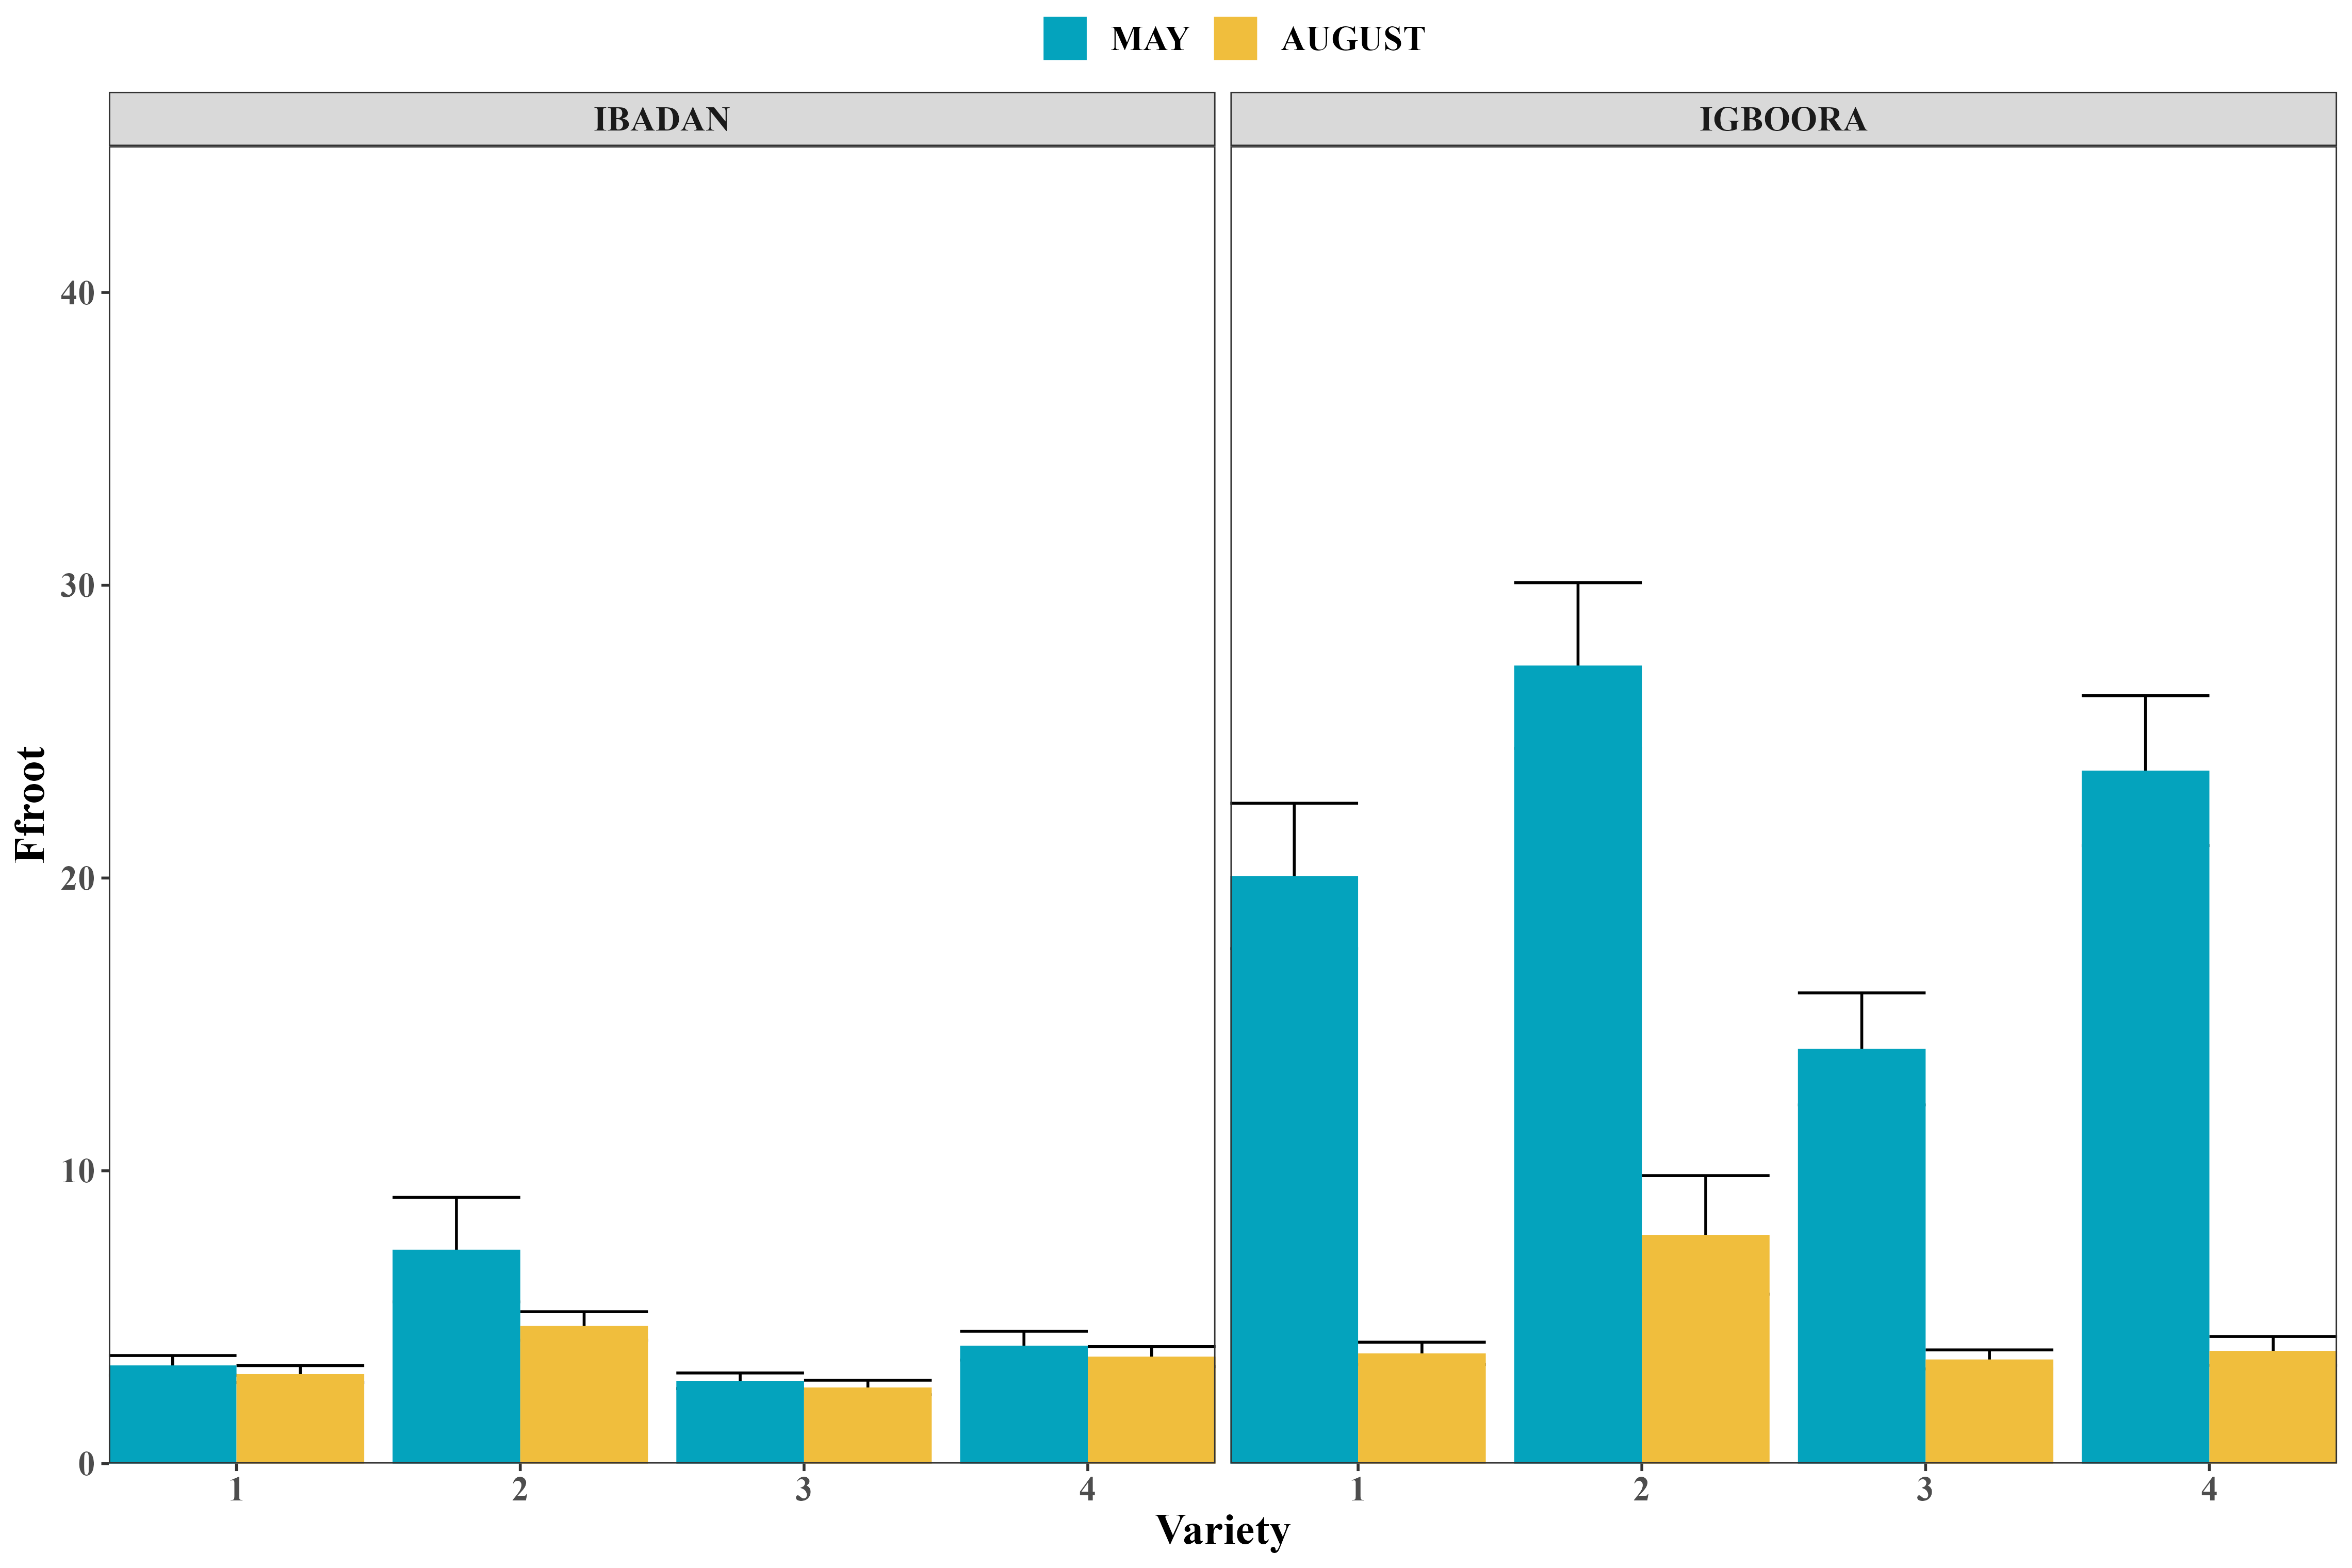 MAY AUGUST
IBADAN IGBOORA
40
30
20
10
0
Ffroot
1 2 3 4 1 2 3 4
Variety